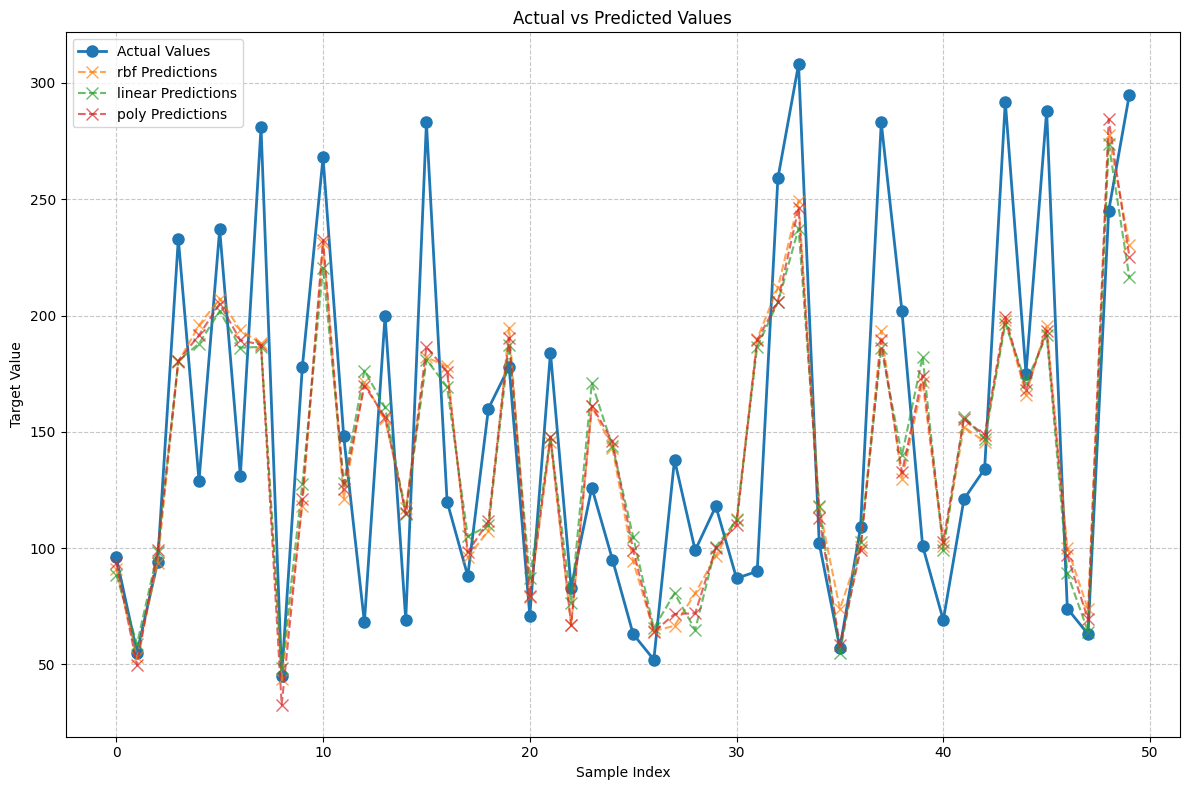 Actual vs Predicted Values
Actual Values
rbf Predictions
linear Predictions
poly Predictions
Target Value
300
250
200
150
100
50
0
10
20
30
40
50
Sample Index